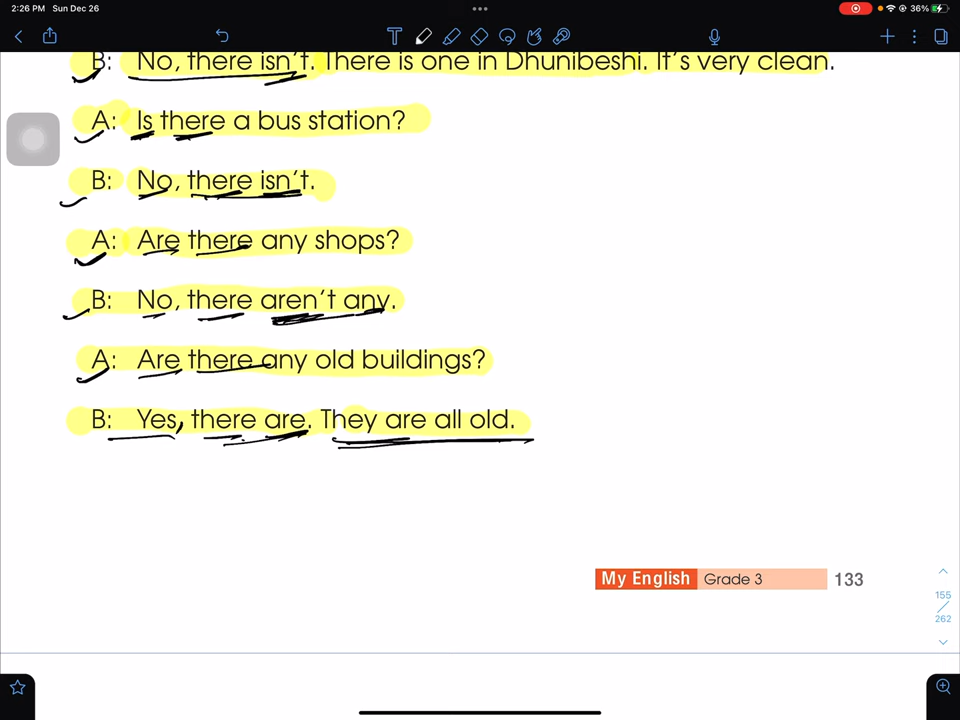 2:26 PM Sun Dec 26
36%
B: No, there isn't. There is one in Dhunibeshi. It's very clean.
A: Is there a bus station?
B: No, there isn't.
A: Are there any shops?
B: No, there aren't any.
A: Are there any old buildings?
B: Yes, there are. They are all old.
My English Grade 3 133
155
262